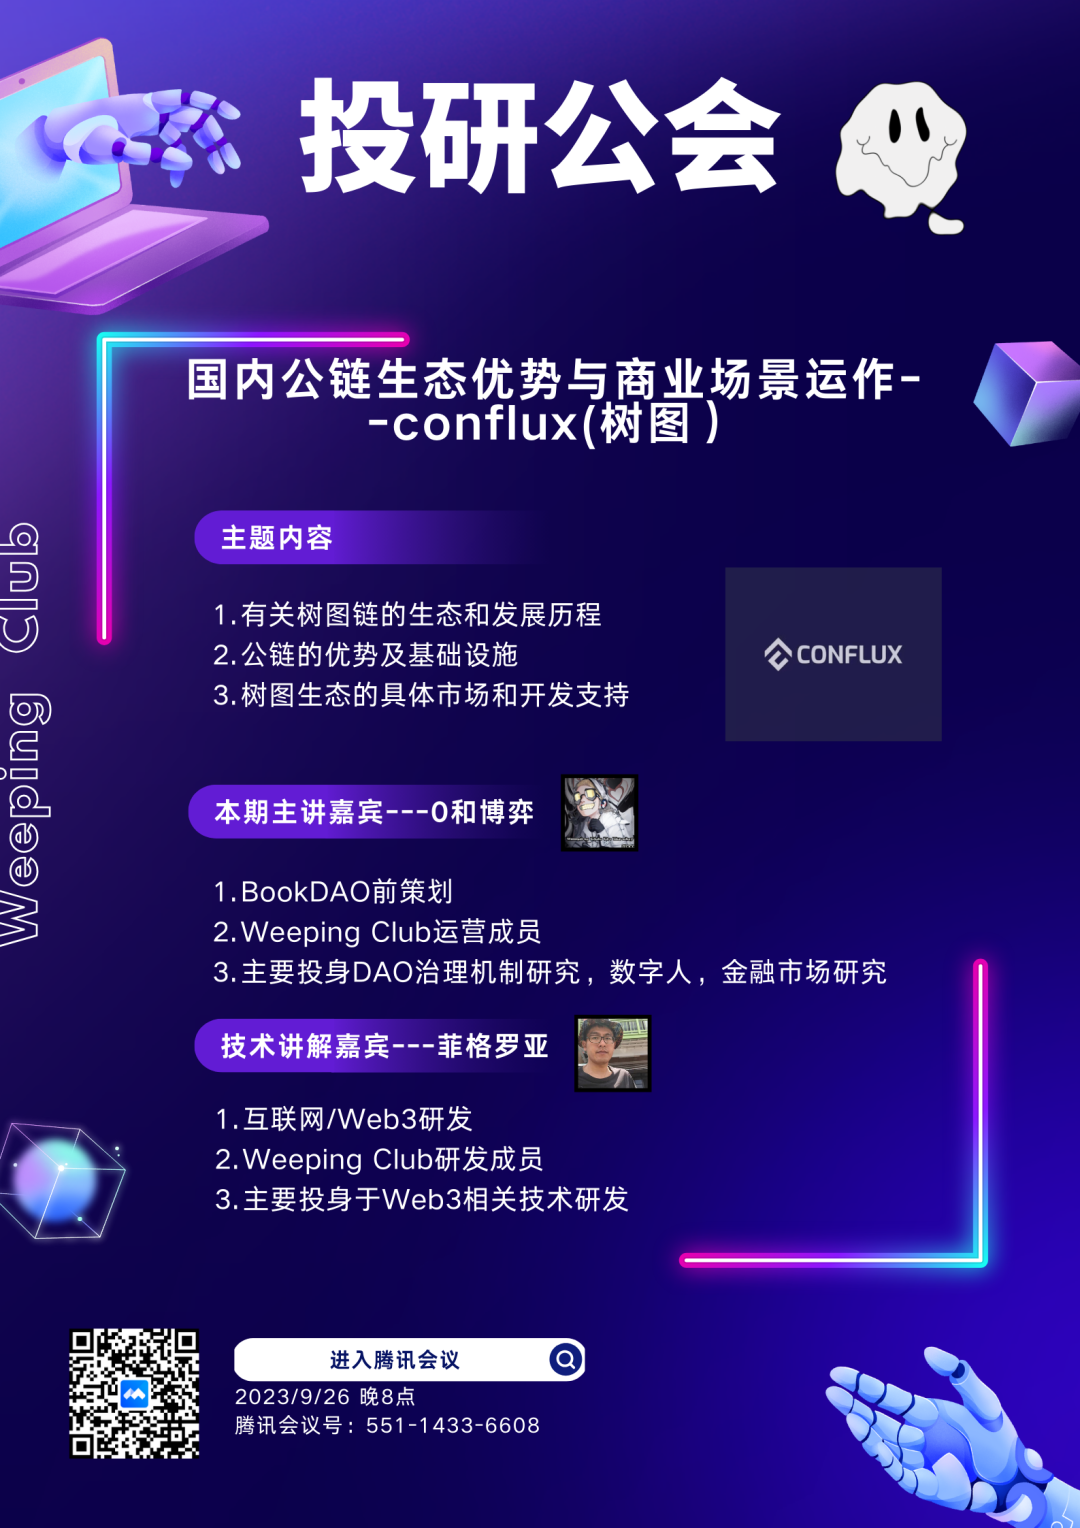 投研公会
国内公链生态优势与商业场景运作-
-conflux(树图）
主题内容
1.有关树图链的生态和发展历程
2.公链的优势及基础设施
3.树图生态的具体市场和开发支持
CONFLUX
Weeping Club
本期主讲嘉宾---0和博弈
1.BookDAO前策划
2.Weeping Club运营成员
3.主要投身DAO治理机制研究，数字人，金融市场研究
技术讲解嘉宾---菲格罗亚
1.互联网/Web3研发
2.Weeping Club研发成员
3.主要投身于Web3相关技术研发
进入腾讯会议
2023/9/26 晚8点
腾讯会议号：551-1433-6608